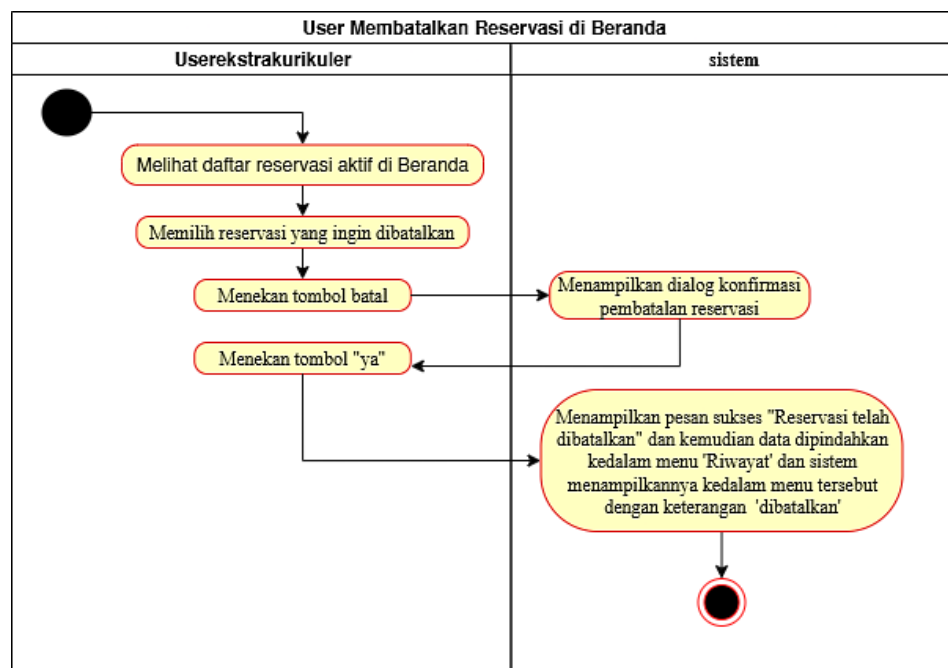 User Membatalkan Reservasi di Beranda
Userekstrakurikuler
sistem
Melihat daftar reservasi aktif di Beranda
Memilih reservasi yang ingin dibatalkan
Menekan tombol batal
Menampilkan dialog konfirmasi
pembatalan reservasi
Menekan tombol "ya"
Menampilkan pesan sukses "Reservasi telah
dibatalkan" dan kemudian data dipindahkan
kedalam menu 'Riwayat' dan sistem
menampilkannya kedalam menu tersebut
dengan keterangan 'dibatalkan'